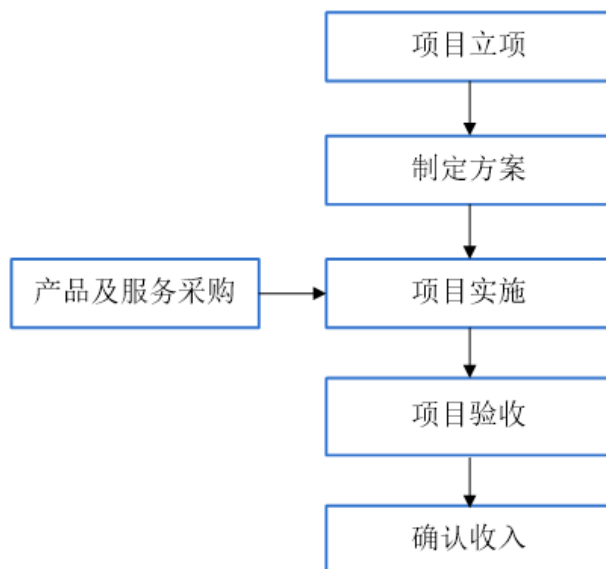 项目立项
制定方案
产品及服务采购
项目实施
项目验收
确认收入